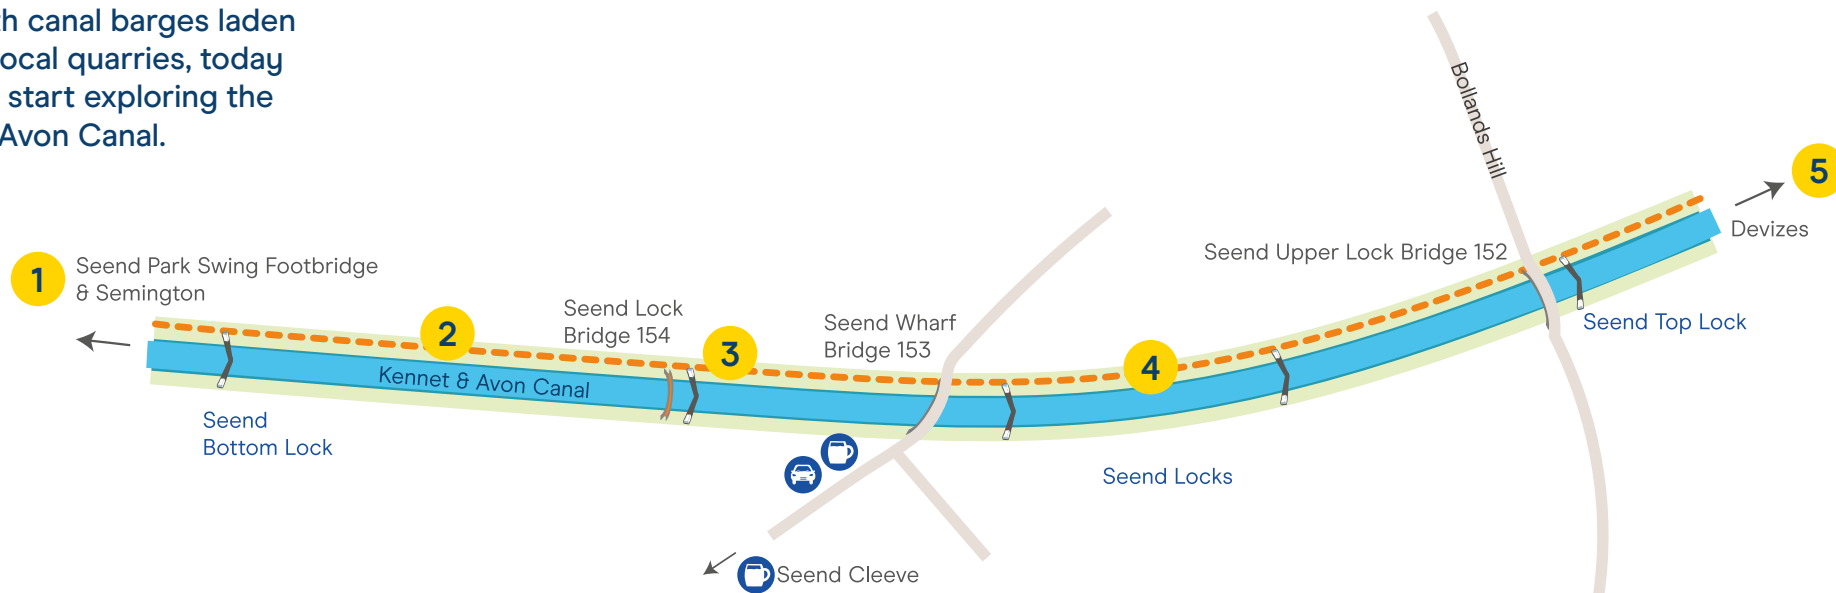 th canal barges laden
ocal quarries, today
start exploring the
Avon Canal.
Bollands Hill
5
Devizes
Seend Upper Lock Bridge 152
1
Seend Park Swing Footbridge
& Semington
2
Seend Lock
Bridge 154
3
Seend Wharf
Bridge 153
4
Kennet & Avon Canal
Seend Top Lock
Seend
Bottom Lock
Seend Locks
Seend Cleeve